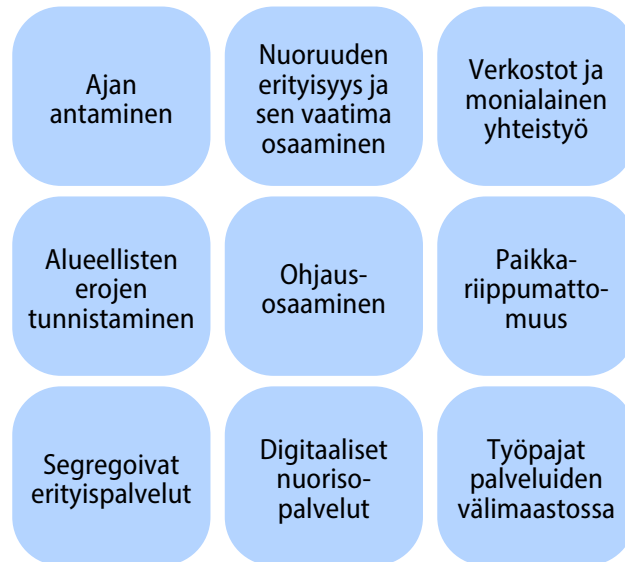 Ajan
antaminen
Nuoruuden
erityisyys ja
sen vaatima
osaaminen
Verkostot ja
monialainen
yhteistyö
Alueellisten
erojen
tunnistaminen
Ohjaus-
osaaminen
Paikka-
riippumatto-
muus
Segregoivat
erityispalvelut
Digitaaliset
nuoriso-
palvelut
Työpajat
palveluiden
välimaastossa